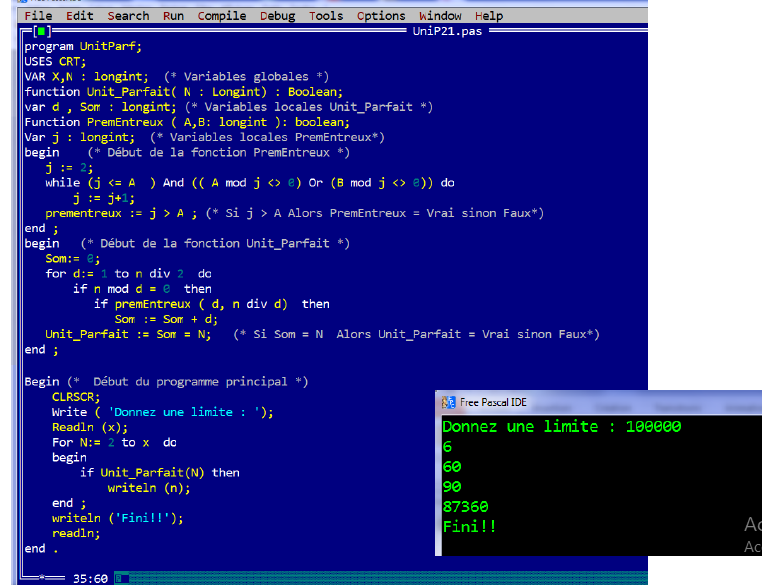 File Edit Search Run Compile Debug Tools Options Window Help
UniP21.pas
program UnitParf;
USES CRT;
VAR X,N : longint; (* Variables globales *)
function Unit_Parfait( N : Longint) : Boolean;
var d , Som : longint; (* Variables locales Unit_Parfait *)
Function PremEntreux ( A,B: longint ): boolean;
Var j : longint; (* Variables locales PremEntreux*)
begin (* Début de la fonction PremEntreux *)
j := 2;
while (j <= A ) And (( A mod j <> 0) Or (B mod j <> 0)) do
j := j+1;
prementreux := j > A ; (* Si j > A Alors PremEntreux = Vrai sinon Faux*)
end ;
begin (* Début de la fonction Unit_Parfait *)
Som:= 0;
for d:= 1 to n div 2 do
if n mod d = 0 then
if premEntreux ( d, n div d) then
Som := Som + d;
Unit_Parfait := Som = N; (* Si Som = N Alors Unit_Parfait = Vrai sinon Faux*)
end ;
Begin (* Début du programme principal *)
CLRSCR;
Write ( 'Donnez une limite : ');
Readln (x);
For N:= 2 to x do
begin
if Unit_Parfait(N) then
writeln (n);
end ;
writeln ('Fini!!');
readln;
end .
35:60
Free Pascal IDE
Donnez une limite : 100000
6
60
90
87360
Fini!!